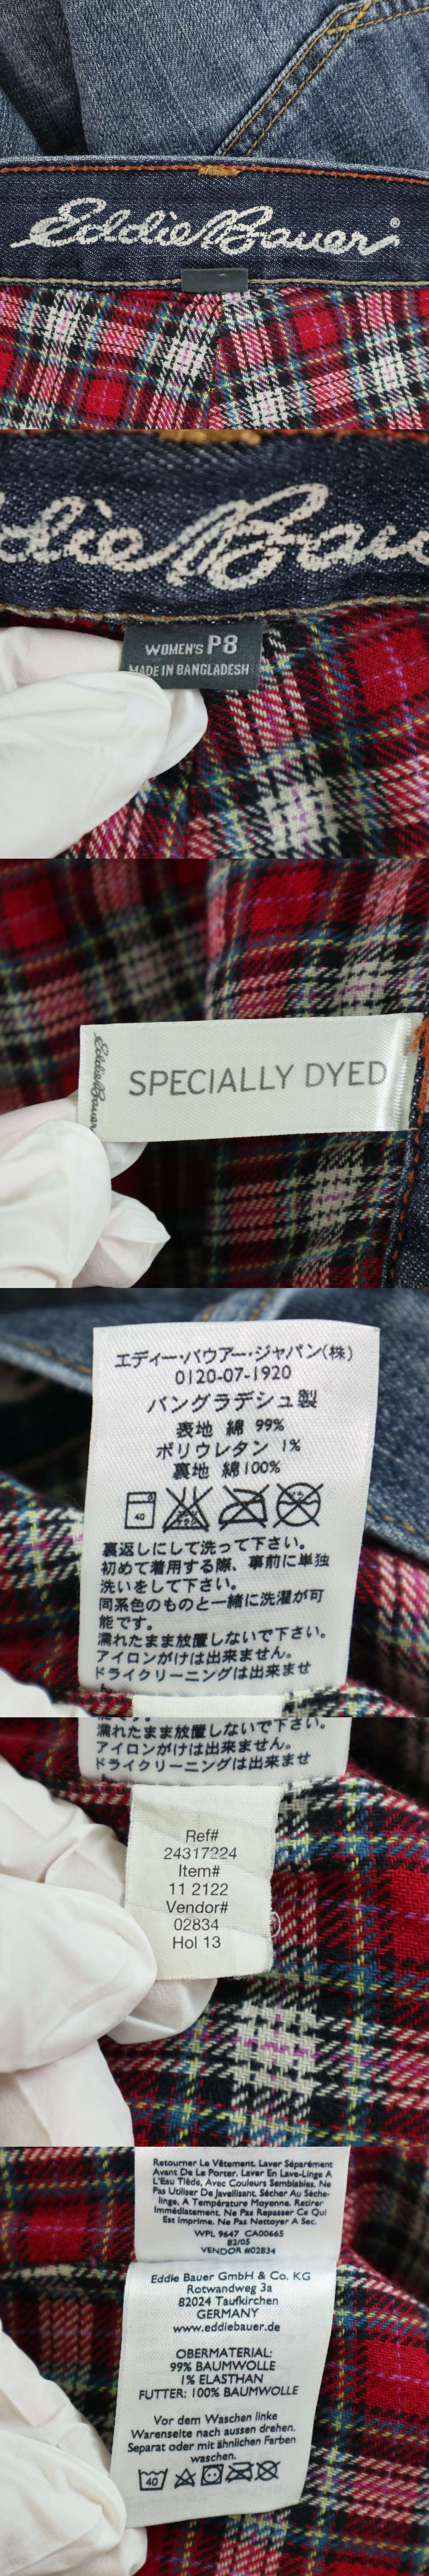 Eddie Bauer®
Eddie Bauer
WOMEN'S P8
MADE IN BANGLADESH
Eddie Bauer
SPECIALLY DYED
エディー・バウアー・ジャパン(株)
0120-07-1920
バングラデシュ製
表地 綿 99%
ポリウレタン 1%
裏地 綿100%
40
裏返しにして洗って下さい。
初めて着用する際、事前に単独
洗いをして下さい。
同系色のものと一緒に洗濯が可
能です。
濡れたまま放置しないで下さい。
アイロンがけは出来ません。
ドライクリーニングは出来ませ
ん。
能です。
濡れたまま放置しないで下さい。
アイロンがけは出来ません。
ドライクリーニングは出来ませ
Ref#
24317224
Item#
11 2122
Vendor#
02834
Hol 13
Retourner Le Vêtement. Laver Séparément
Avant De Le Porter. Laver En Lave-Linge A
L'Eau Tiède, Avec Couleurs Semblables. Ne
Pas Utiliser De Javellisant. Sécher Au Sèche-
linge, A Température Moyenne. Retirer
Immédiatement. Ne Pas Repasser Ce Qui
Est Imprime. Ne Pas Nettoyer A Sec.
WPL 9647 CA00665
82/05
VENDOR #02834
Eddie Bauer GmbH & Co. KG
Rotwandweg 3a
82024 Taufkirchen
GERMANY
www.eddiebauer.de
OBERMATERIAL:
99% BAUMWOLLE
1% ELASTHAN
FUTTER: 100% BAUMWOLLE
Vor dem Waschen linke
Warenseite nach aussen drehen.
Separat oder mit ähnlichen Farben
waschen.
40